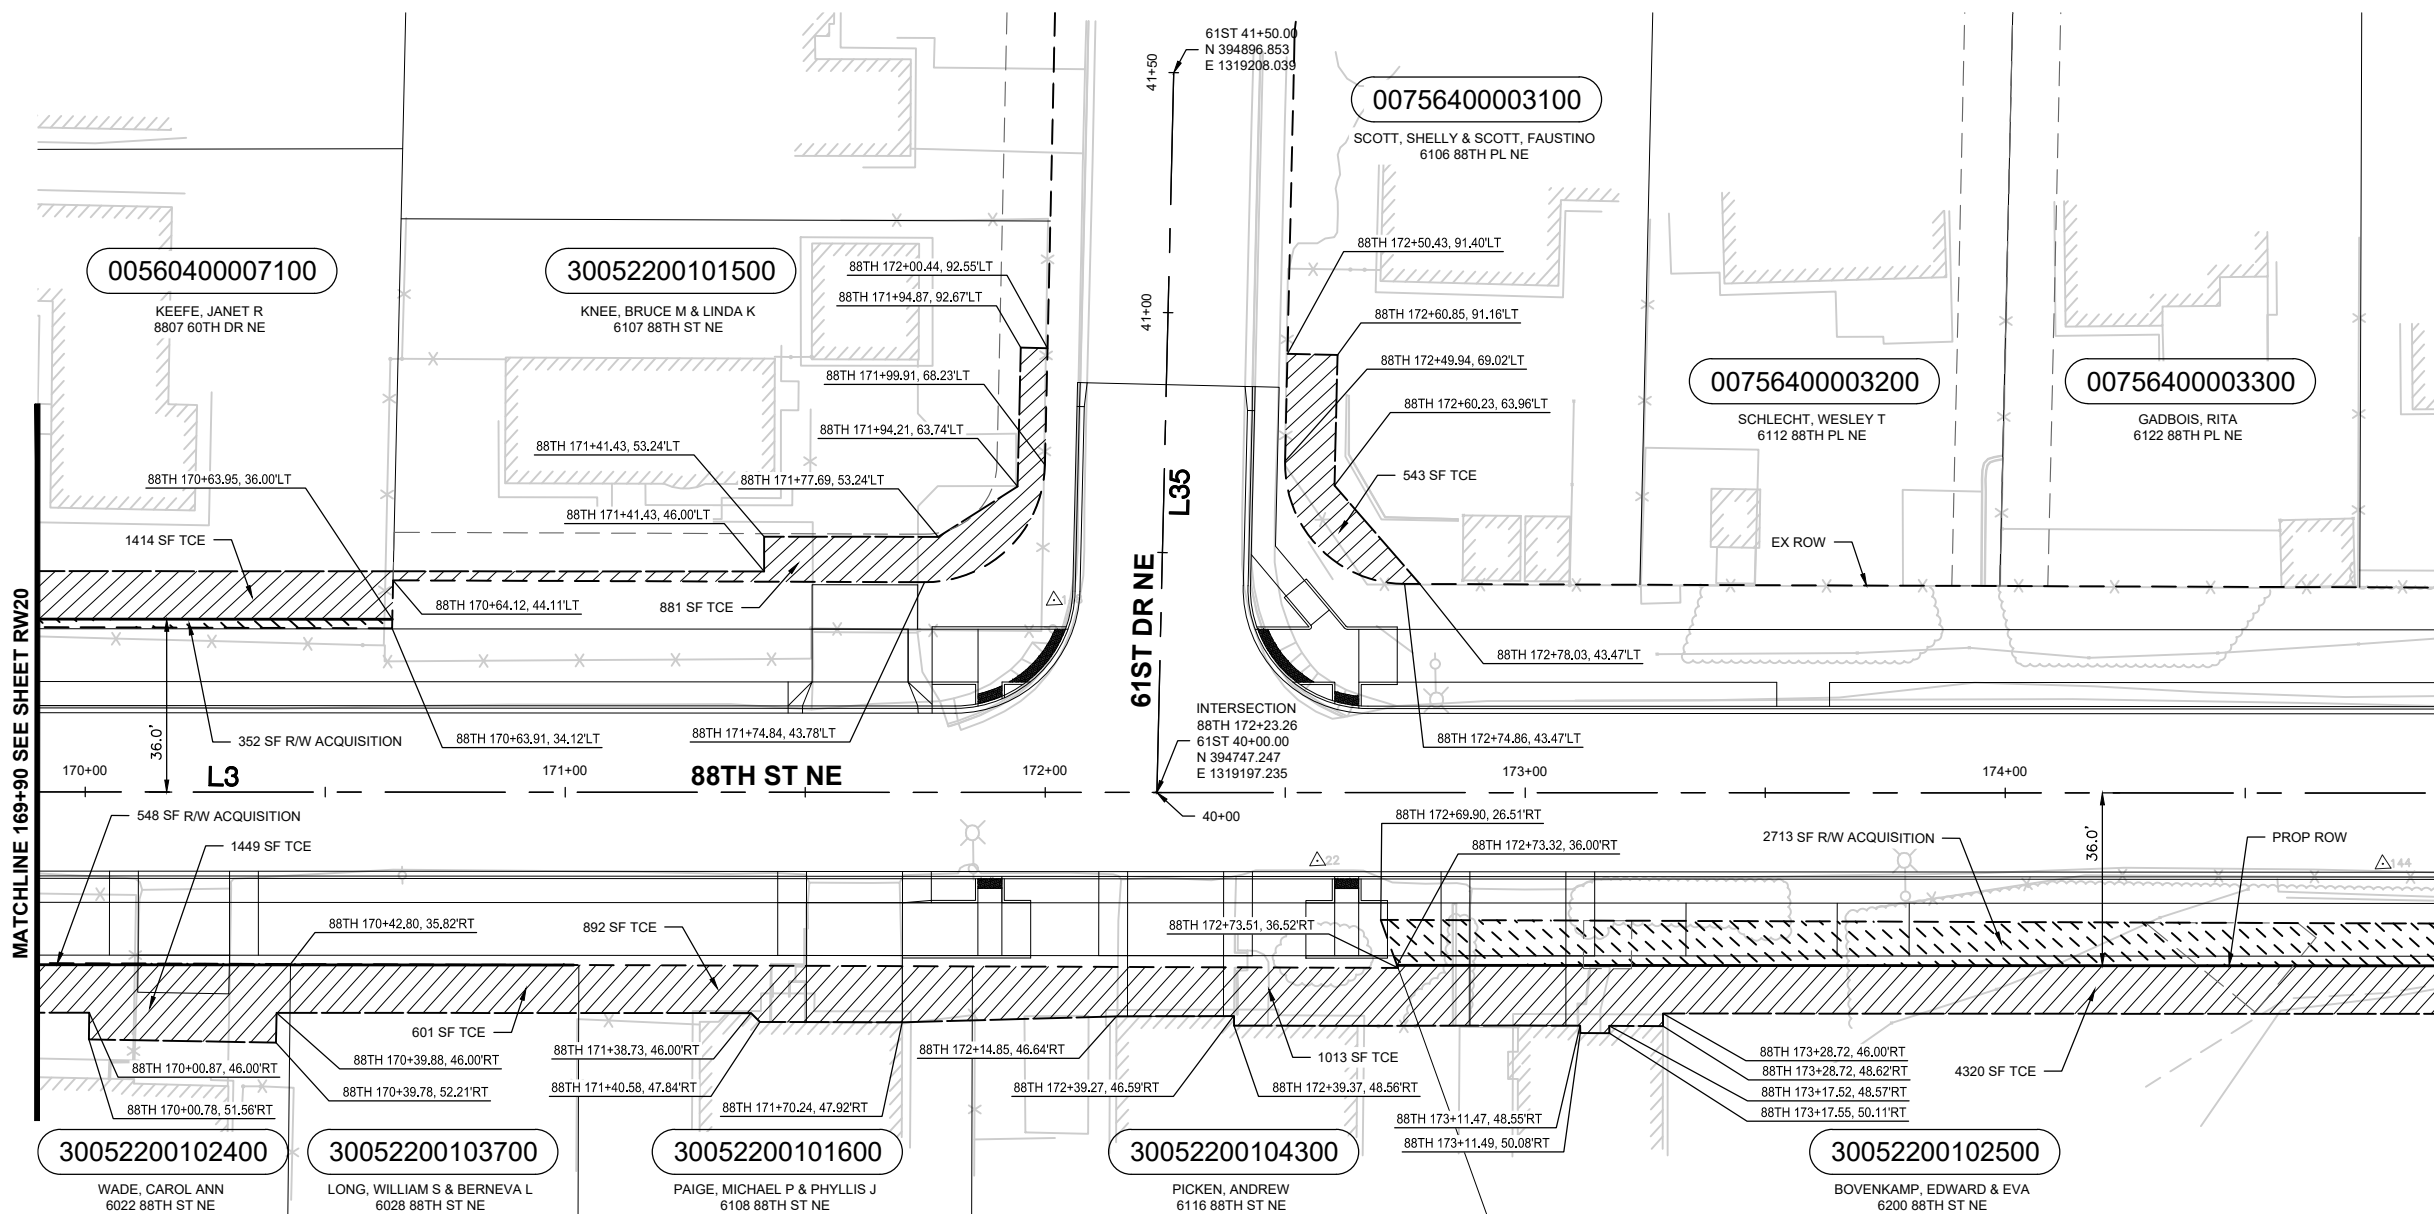 61ST 41+50.00
N 394896.853
E 1319208.039
41+50
00756400003100
SCOTT, SHELLY & SCOTT, FAUSTINO
6106 88TH PL NE
00560400007100
KEEFE, JANET R
8807 60TH DR NE
30052200101500
KNEE, BRUCE M & LINDA K
6107 88TH ST NE
88TH 172+00.44, 92.55'LT
88TH 171+94.87, 92.67'LT
88TH 171+99.91, 68.23'LT
88TH 171+94.21, 63.74'LT
88TH 171+41.43, 53.24'LT
88TH 171+77.69, 53.24'LT
88TH 171+41.43, 46.00'LT
88TH 170+63.95, 36.00'LT
1414 SF TCE
88TH 170+64.12, 44.11'LT
881 SF TCE
41+00
88TH 172+50.43, 91.40'LT
88TH 172+60.85, 91.16'LT
88TH 172+49.94, 69.02'LT
88TH 172+60.23, 63.96'LT
543 SF TCE
00756400003200
SCHLECHT, WESLEY T
6112 88TH PL NE
00756400003300
GADBOIS, RITA
6122 88TH PL NE
EX ROW
L35
61ST DR NE
88TH 172+78.03, 43.47'LT
88TH 172+74.86, 43.47'LT
INTERSECTION
88TH 172+23.26
61ST 40+00.00
N 394747.247
E 1319197.235
40+00
MATCHLINE 169+90 SEE SHEET RW20
36.0'
352 SF R/W ACQUISITION
88TH 170+63.91, 34.12'LT
88TH 171+74.84, 43.78'LT
170+00
L3
171+00
88TH ST NE
172+00
173+00
174+00
548 SF R/W ACQUISITION
1449 SF TCE
88TH 172+69.90, 26.51'RT
88TH 172+73.32, 36.00'RT
2713 SF R/W ACQUISITION
36.0'
PROP ROW
22
144
88TH 170+42.80, 35.82'RT
892 SF TCE
88TH 172+73.51, 36.52'RT
601 SF TCE
88TH 170+00.87, 46.00'RT
88TH 170+39.88, 46.00'RT
88TH 170+39.78, 52.21'RT
88TH 170+00.78, 51.56'RT
88TH 171+38.73, 46.00'RT
88TH 171+40.58, 47.84'RT
88TH 171+70.24, 47.92'RT
88TH 172+14.85, 46.64'RT
88TH 172+39.27, 46.59'RT
1013 SF TCE
88TH 172+39.37, 48.56'RT
88TH 173+11.47, 48.55'RT
88TH 173+11.49, 50.08'RT
88TH 173+28.72, 46.00'RT
88TH 173+28.72, 48.62'RT
88TH 173+17.52, 48.57'RT
88TH 173+17.55, 50.11'RT
4320 SF TCE
30052200102400
WADE, CAROL ANN
6022 88TH ST NE
30052200103700
LONG, WILLIAM S & BERNEVA L
6028 88TH ST NE
30052200101600
PAIGE, MICHAEL P & PHYLLIS J
6108 88TH ST NE
30052200104300
PICKEN, ANDREW
6116 88TH ST NE
30052200102500
BOVENKAMP, EDWARD & EVA
6200 88TH ST NE